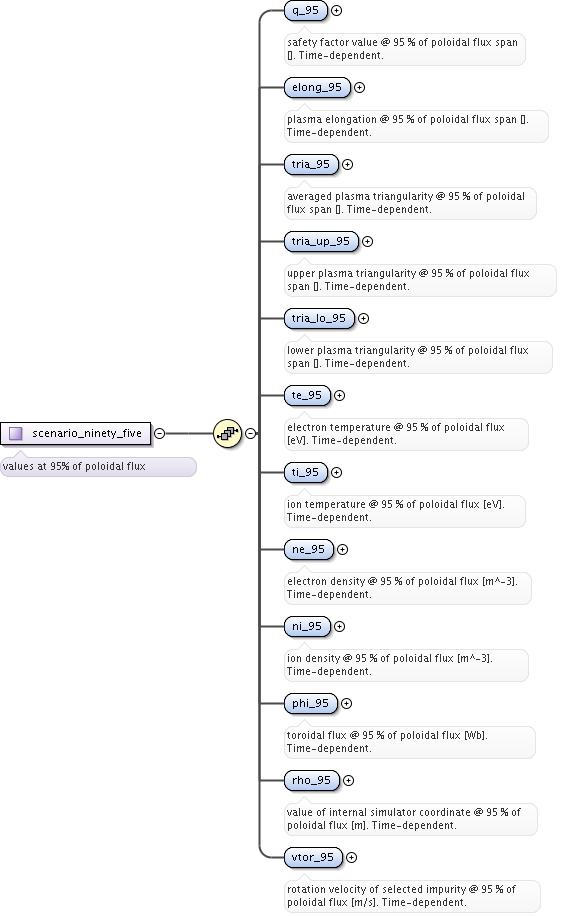 q_95
safety factor value @ 95 % of poloidal flux span
[]. Time-dependent.
elong_95
plasma elongation @ 95 % of poloidal flux span [].
Time-dependent.
tria_95
averaged plasma triangularity @ 95 % of poloidal
flux span []. Time-dependent.
tria_up_95
upper plasma triangularity @ 95 % of poloidal flux
span []. Time-dependent.
tria_lo_95
lower plasma triangularity @ 95 % of poloidal flux
span []. Time-dependent.
te_95
electron temperature @ 95 % of poloidal flux
[eV]. Time-dependent.
scenario_ninety_five
values at 95% of poloidal flux
ti_95
ion temperature @ 95 % of poloidal flux [eV].
Time-dependent.
ne_95
electron density @ 95 % of poloidal flux [m^-3].
Time-dependent.
ni_95
ion density @ 95 % of poloidal flux [m^-3].
Time-dependent.
phi_95
toroidal flux @ 95 % of poloidal flux [Wb].
Time-dependent.
rho_95
value of internal simulator coordinate @ 95 % of
poloidal flux [m]. Time-dependent.
vtor_95
rotation velocity of selected impurity @ 95 % of
poloidal flux [m/s]. Time-dependent.